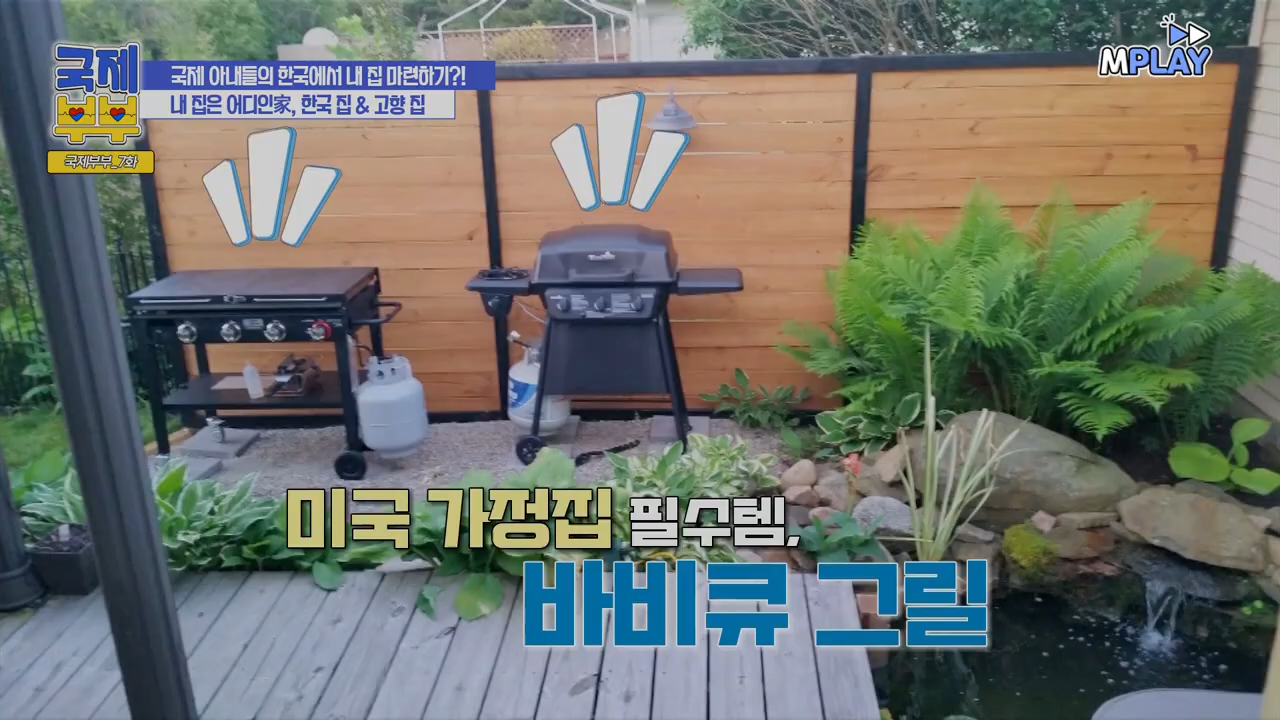 국제
부부
국제부부_7화
국제 아내들의 한국에서 내 집 마련하기?!
내 집은 어디인家, 한국 집 & 고향 집
MPLAY
미국 가정집 필수템,
바비큐 그릴